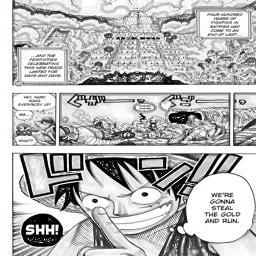 FOUR HUNDRED
YEARS OF
FIGHTING IN
SKYPIEA HAD
COME TO AN
END AT LAST...
...AND THE
FESTIVITIES
CELEBRATING
THIS NEW PEACE
LASTED FOR
DAYS AND DAYS.
HEY, NAMI!
WAKE
EVERYBODY UP!
WHAT?
SHH!
WE'RE
GONNA
STEAL
THE GOLD
AND RUN.